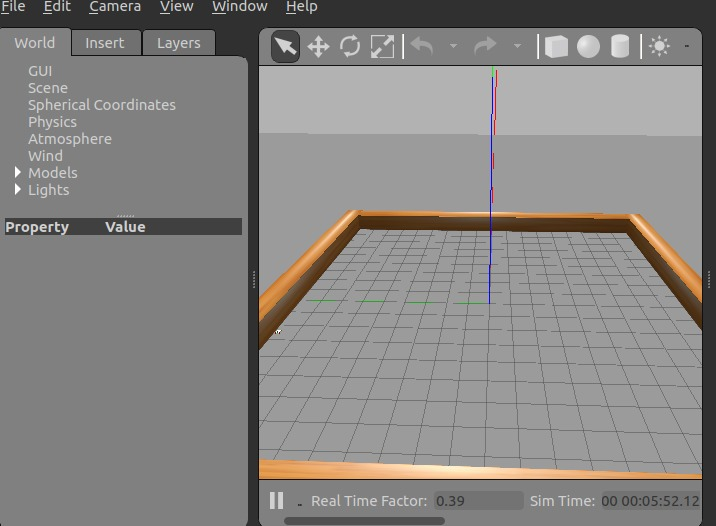 File Edit Camera View Window Help
World Insert Layers
GUI
Scene
Spherical Coordinates
Physics
Atmosphere
Wind
Models
Lights
Property Value
Real Time Factor: 0.39 Sim Time: 00 00:05:52.12